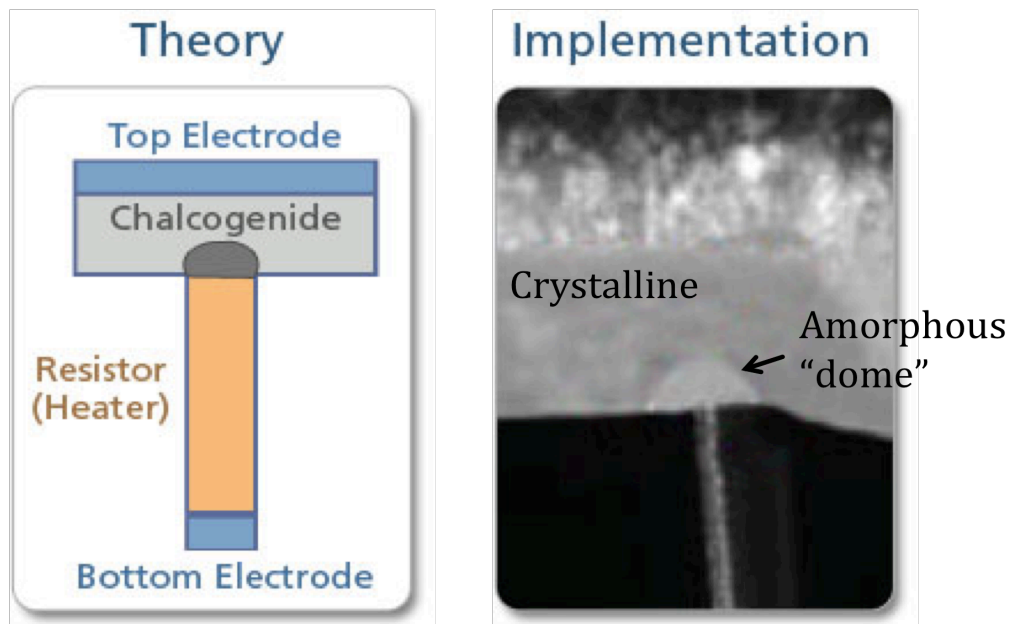 Theory
Top Electrode
Chalcogenide
Resistor
(Heater)
Bottom Electrode
Implementation
Crystalline
Amorphous
“dome”